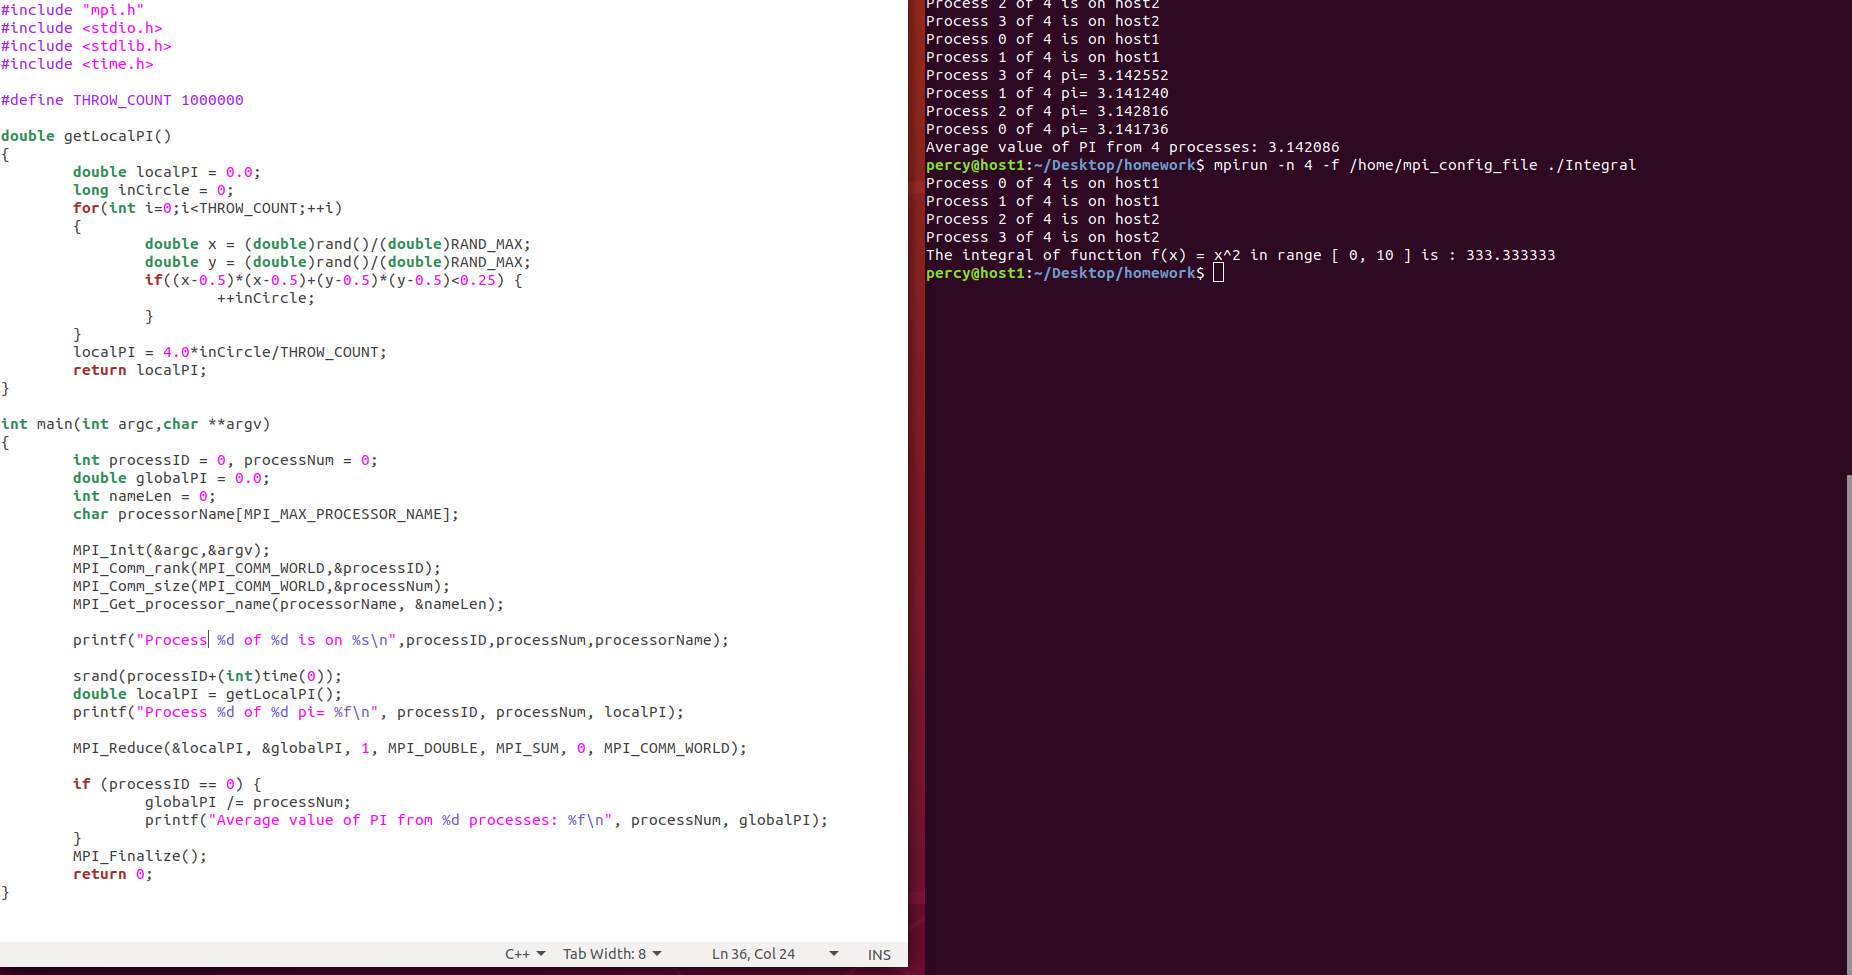 #include "mpi.h"
#include <stdio.h>
#include <stdlib.h>
#include <time.h>
#define THROW_COUNT 1000000
double getLocalPI()
{
double localPI = 0.0;
long inCircle = 0;
for(int i=0;i<THROW_COUNT;++i)
{
double x = (double)rand()/(double)RAND_MAX;
double y = (double)rand()/(double)RAND_MAX;
if((x-0.5)*(x-0.5)+(y-0.5)*(y-0.5)<0.25) {
++inCircle;
}
}
localPI = 4.0*inCircle/THROW_COUNT;
return localPI;
}
int main(int argc,char **argv)
{
int processID = 0, processNum = 0;
double globalPI = 0.0;
int nameLen = 0;
char processorName[MPI_MAX_PROCESSOR_NAME];
MPI_Init(&argc,&argv);
MPI_Comm_rank(MPI_COMM_WORLD,&processID);
MPI_Comm_size(MPI_COMM_WORLD,&processNum);
MPI_Get_processor_name(processorName, &nameLen);
printf("Process %d of %d is on %s\n",processID,processNum,processorName);
srand(processID+(int)time(0));
double localPI = getLocalPI();
printf("Process %d of %d pi= %f\n", processID, processNum, localPI);
MPI_Reduce(&localPI, &globalPI, 1, MPI_DOUBLE, MPI_SUM, 0, MPI_COMM_WORLD);
if (processID == 0) {
globalPI /= processNum;
printf("Average value of PI from %d processes: %f\n", processNum, globalPI);
}
MPI_Finalize();
return 0;
}
C++ Tab Width: 8 Ln 36, Col 24 INS
Process 2 of 4 is on host2
Process 3 of 4 is on host2
Process 0 of 4 is on host1
Process 1 of 4 is on host1
Process 3 of 4 pi= 3.142552
Process 1 of 4 pi= 3.141240
Process 2 of 4 pi= 3.142816
Process 0 of 4 pi= 3.141736
Average value of PI from 4 processes: 3.142086
percy@host1:~/Desktop/homework$ mpirun -n 4 -f /home/mpi_config_file ./Integral
Process 0 of 4 is on host1
Process 1 of 4 is on host1
Process 2 of 4 is on host2
Process 3 of 4 is on host2
The integral of function f(x) = x^2 in range [ 0, 10 ] is : 333.333333
percy@host1:~/Desktop/homework$